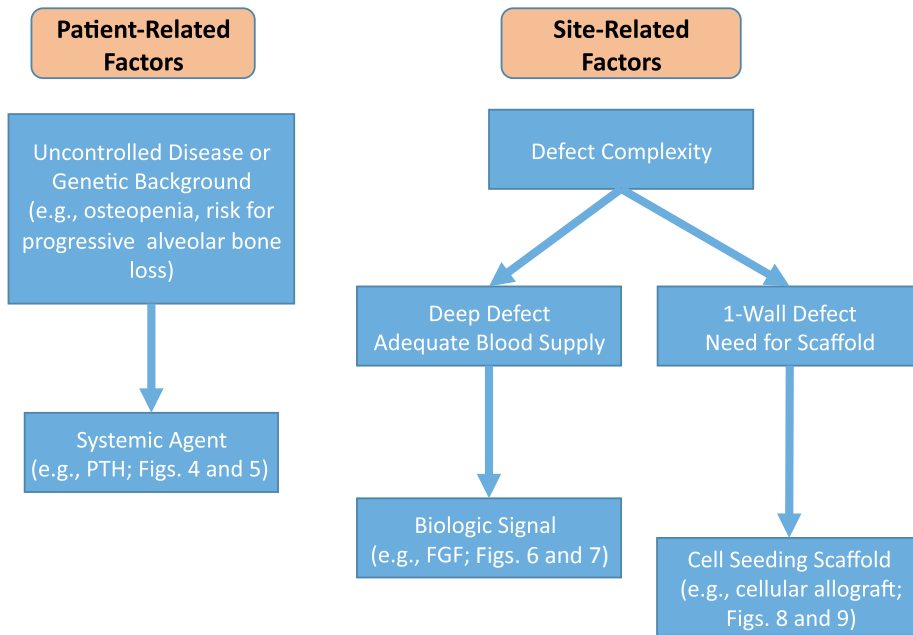 Patient-Related
Factors
Site-Related
Factors
Uncontrolled Disease or
Genetic Background
(e.g., osteopenia, risk for
progressive alveolar bone
loss)
Defect Complexity
Deep Defect
Adequate Blood Supply
1-Wall Defect
Need for Scaffold
Systemic Agent
(e.g., PTH; Figs. 4 and 5)
Biologic Signal
(e.g., FGF; Figs. 6 and 7)
Cell Seeding Scaffold
(e.g., cellular allograft;
Figs. 8 and 9)